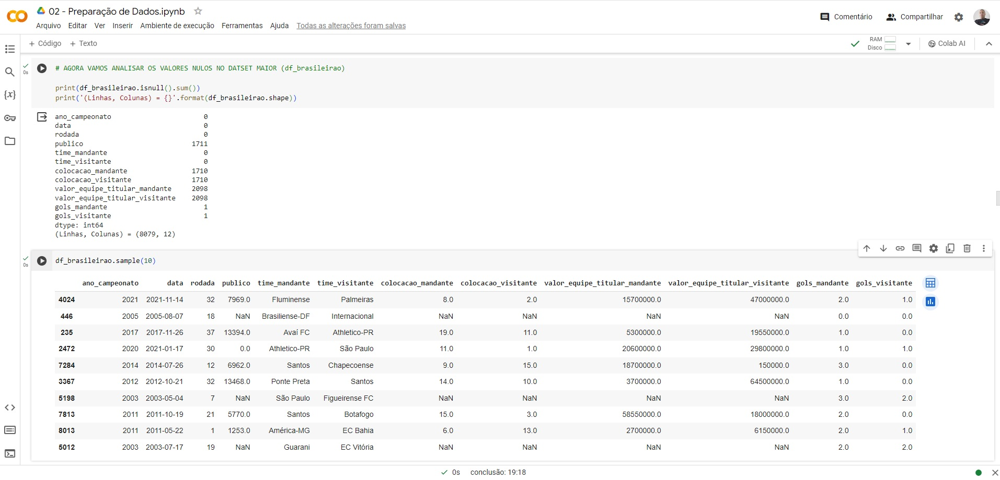 02 - Preparação de Dados.ipynb
Arquivo Editar Ver Inserir Ambiente de execução Ferramentas Ajuda Todas as alterações foram salvas
Comentário Compartilhar
+ Código + Texto
RAM
Disco
Colab AI
0s
# AGORA VAMOS ANALISAR OS VALORES NULOS NO DATSET MAIOR (df_brasileirao)
print(df_brasileirao.isnull().sum())
print('(Linhas, Colunas) = {}'.format(df_brasileirao.shape))
ano_campeonato 0
data 0
rodada 0
publico 1711
time_mandante 0
time_visitante 0
colocacao_mandante 1710
colocacao_visitante 1710
valor_equipe_titular_mandante 2098
valor_equipe_titular_visitante 2098
gols_mandante 1
gols_visitante 1
dtype: int64
(Linhas, Colunas) = (8079, 12)
0s
df_brasileirao.sample(10)
ano_campeonato data rodada publico time_mandante time_visitante colocacao_mandante colocacao_visitante valor_equipe_titular_mandante valor_equipe_titular_visitante gols_mandante gols_visitante
4024 2021 2021-11-14 32 7969.0 Fluminense Palmeiras 8.0 2.0 15700000.0 47000000.0 2.0 1.0
446 2005 2005-08-07 18 NaN Brasiliense-DF Internacional NaN NaN NaN NaN 0.0 0.0
235 2017 2017-11-26 37 13394.0 Avaí FC Athletico-PR 19.0 11.0 5300000.0 19550000.0 1.0 0.0
2472 2020 2021-01-17 30 0.0 Athletico-PR São Paulo 11.0 1.0 20600000.0 29800000.0 1.0 1.0
7284 2014 2014-07-26 12 6962.0 Santos Chapecoense 9.0 15.0 18700000.0 150000.0 3.0 0.0
3367 2012 2012-10-21 32 13468.0 Ponte Preta Santos 14.0 10.0 3700000.0 64500000.0 1.0 0.0
5198 2003 2003-05-04 7 NaN São Paulo Figueirense FC NaN NaN NaN NaN 3.0 2.0
7813 2011 2011-10-19 21 5770.0 Santos Botafogo 15.0 3.0 58550000.0 18000000.0 2.0 0.0
8013 2011 2011-05-22 1 1253.0 América-MG EC Bahia 6.0 13.0 2700000.0 6150000.0 2.0 1.0
5012 2003 2003-07-17 19 NaN Guarani EC Vitória NaN NaN NaN NaN 2.0 2.0
0s conclusão: 19:18